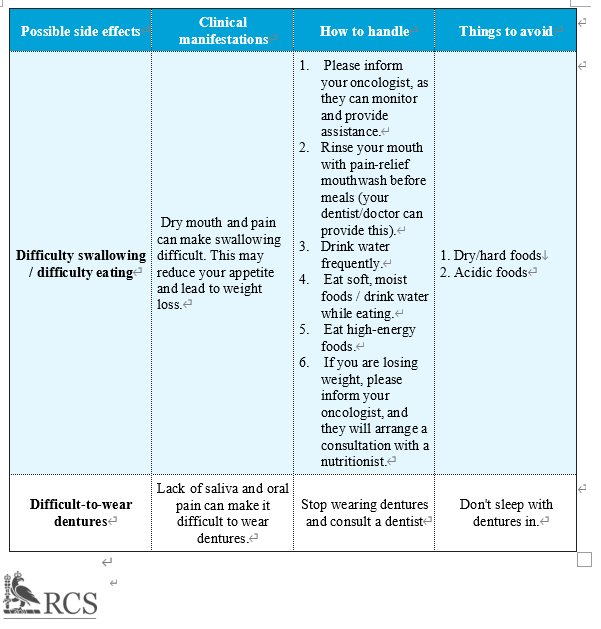 Possible side effects
Clinical
manifestations
How to handle
Things to avoid
Difficulty swallowing
/ difficulty eating
Dry mouth and pain
can make swallowing
difficult. This may
reduce your appetite
and lead to weight
loss.
1. Please inform
your oncologist, as
they can monitor
and provide
assistance.
2. Rinse your mouth
with pain-relief
mouthwash before
meals (your
dentist/doctor can
provide this).
3. Drink water
frequently.
4. Eat soft, moist
foods / drink water
while eating.
5. Eat high-energy
foods.
6. If you are losing
weight, please
inform your
oncologist, and
they will arrange a
consultation with a
nutritionist.
1. Dry/hard foods
2. Acidic foods
Difficult-to-wear
dentures
Lack of saliva and oral
pain can make it
difficult to wear
dentures.
Stop wearing dentures
and consult a dentist
Don't sleep with
dentures in.
RCS